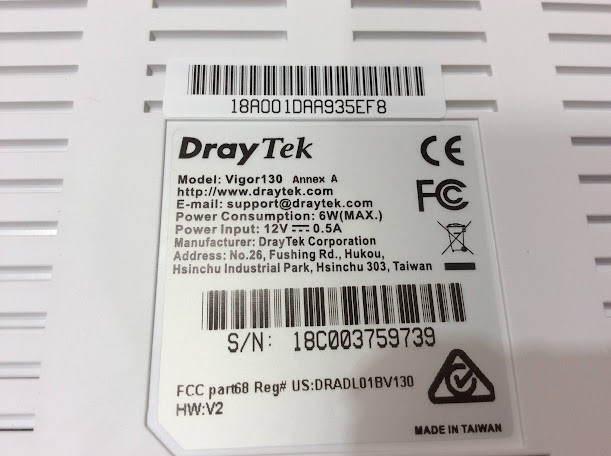 18A001DAA935EF8
DrayTek
Model: Vigor130 Annex A
http://www.draytek.com
E-mail: support@draytek.com
Power Consumption: 6W(MAX.)
Power Input: 12V⎓0.5A
Manufacturer: DrayTek Corporation
Address: No.26, Fushing Rd., Hukou,
Hsinchu Industrial Park, Hsinchu 303, Taiwan
CE
FC
S/N: 18C003759739
FCC part68 Reg# US:DRADL01BV130
HW:V2
MADE IN TAIWAN